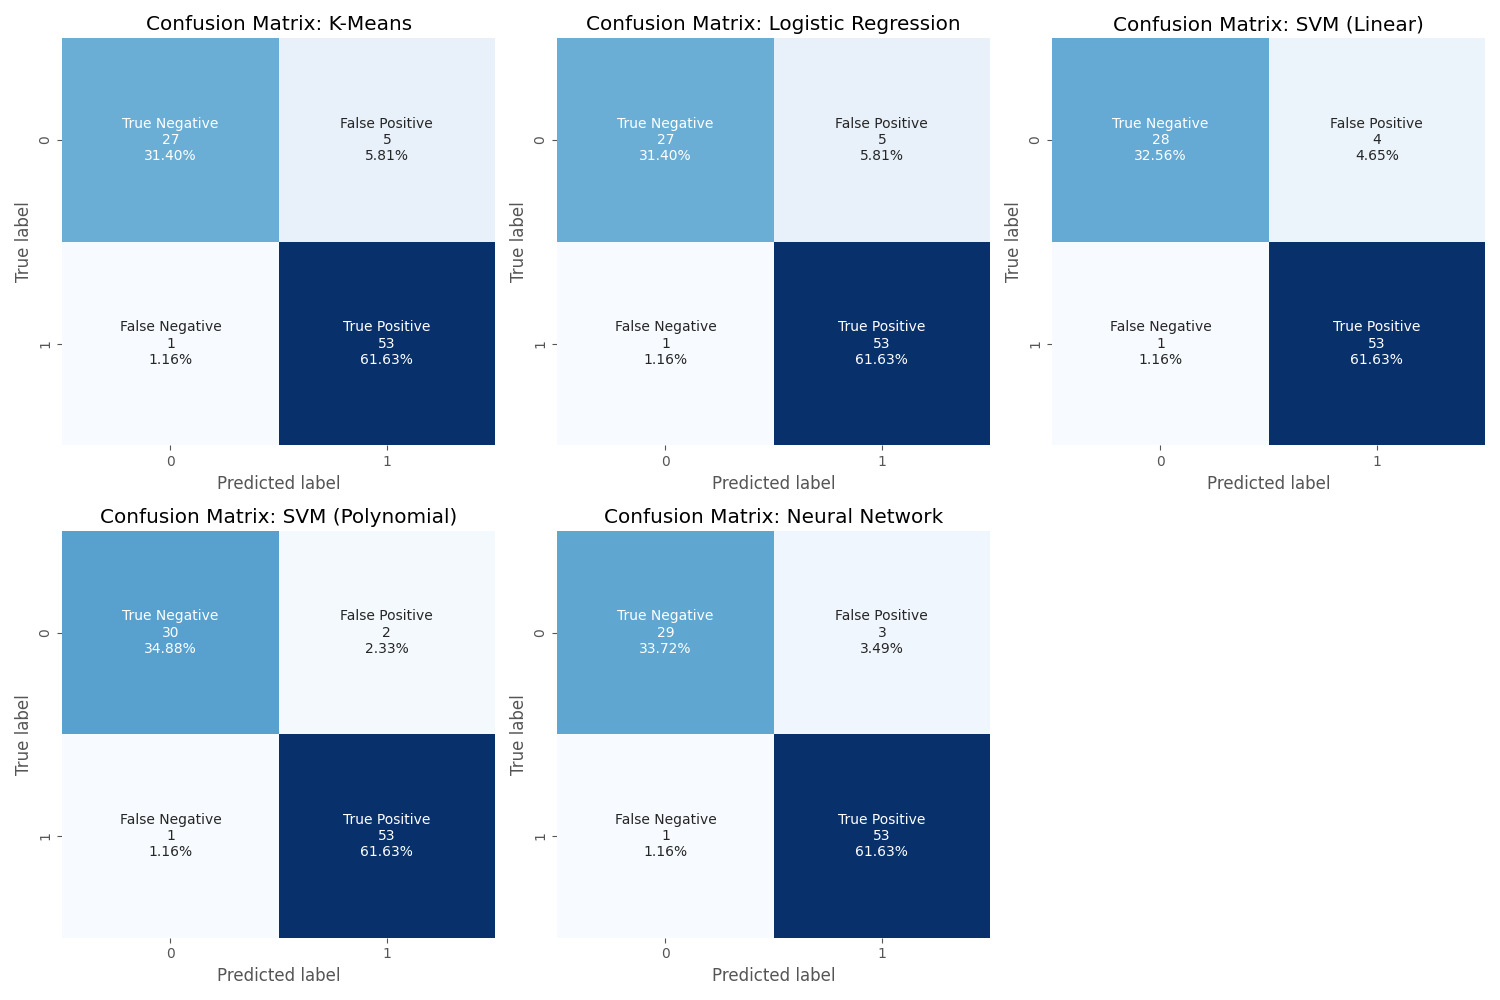 Confusion Matrix: K-Means
True label
0
1
True Negative
27
31.40%
False Positive
5
5.81%
False Negative
1
1.16%
True Positive
53
61.63%
0
1
Predicted label
Confusion Matrix: Logistic Regression
True label
0
1
True Negative
27
31.40%
False Positive
5
5.81%
False Negative
1
1.16%
True Positive
53
61.63%
0
1
Predicted label
Confusion Matrix: SVM (Linear)
True label
0
1
True Negative
28
32.56%
False Positive
4
4.65%
False Negative
1
1.16%
True Positive
53
61.63%
0
1
Predicted label
Confusion Matrix: SVM (Polynomial)
True label
0
1
True Negative
30
34.88%
False Positive
2
2.33%
False Negative
1
1.16%
True Positive
53
61.63%
0
1
Predicted label
Confusion Matrix: Neural Network
True label
0
1
True Negative
29
33.72%
False Positive
3
3.49%
False Negative
1
1.16%
True Positive
53
61.63%
0
1
Predicted label